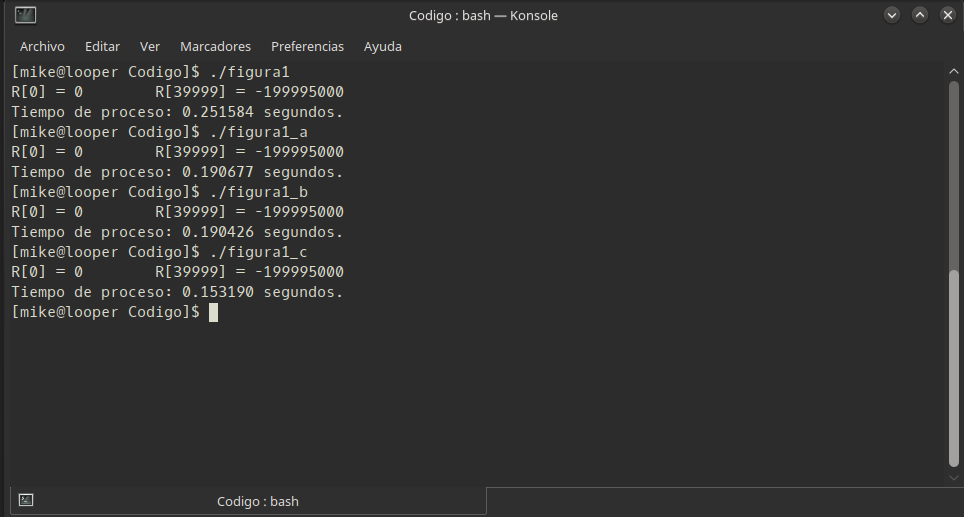 Codigo : bash — Konsole
Archivo Editar Ver Marcadores Preferencias Ayuda
[mike@looper Codigo]$ ./figura1
R[0] = 0        R[39999] = -199995000
Tiempo de proceso: 0.251584 segundos.
[mike@looper Codigo]$ ./figura1_a
R[0] = 0        R[39999] = -199995000
Tiempo de proceso: 0.190677 segundos.
[mike@looper Codigo]$ ./figura1_b
R[0] = 0        R[39999] = -199995000
Tiempo de proceso: 0.190426 segundos.
[mike@looper Codigo]$ ./figura1_c
R[0] = 0        R[39999] = -199995000
Tiempo de proceso: 0.153190 segundos.
[mike@looper Codigo]$
Codigo : bash